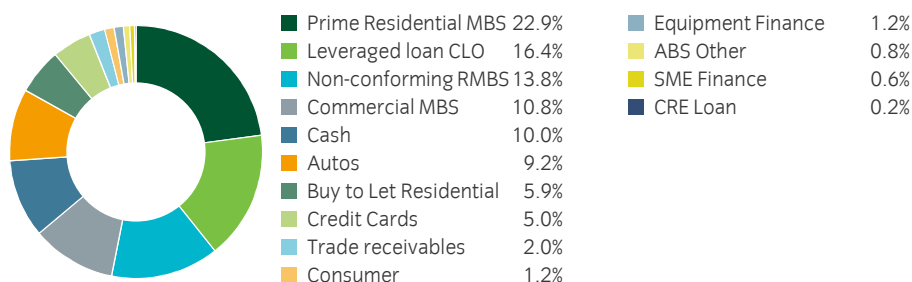 Prime Residential MBS 22.9%
Leveraged loan CLO 16.4%
Non-conforming RMBS 13.8%
Commercial MBS 10.8%
Cash 10.0%
Autos 9.2%
Buy to Let Residential 5.9%
Credit Cards 5.0%
Trade receivables 2.0%
Consumer 1.2%
Equipment Finance 1.2%
ABS Other 0.8%
SME Finance 0.6%
CRE Loan 0.2%